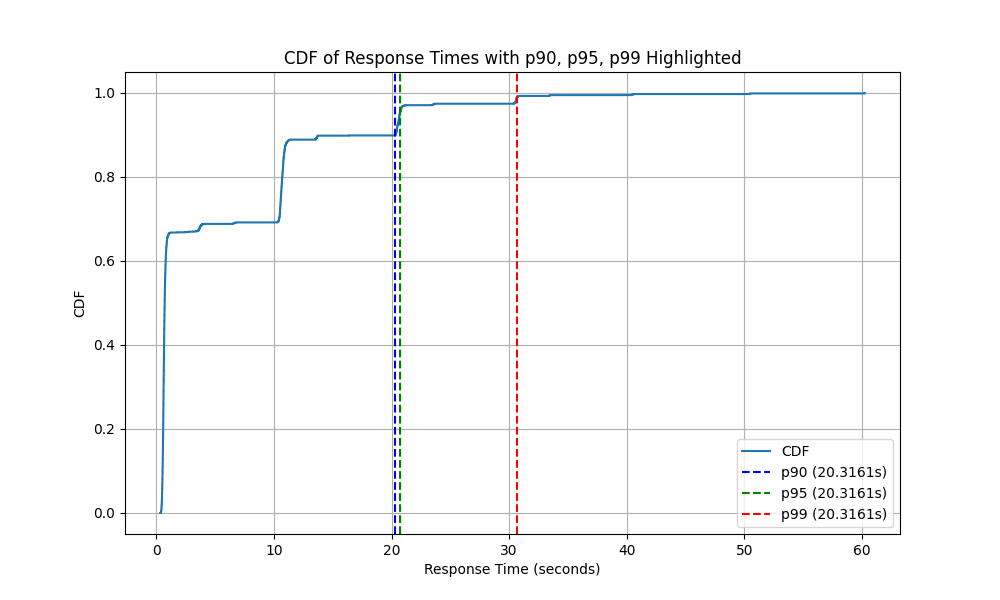 CDF of Response Times with p90, p95, p99 Highlighted
1.0
0.8
0.6
0.4
0.2
0.0
CDF
0 10 20 30 40 50 60
Response Time (seconds)
CDF
p90 (20.3161s)
p95 (20.3161s)
p99 (20.3161s)